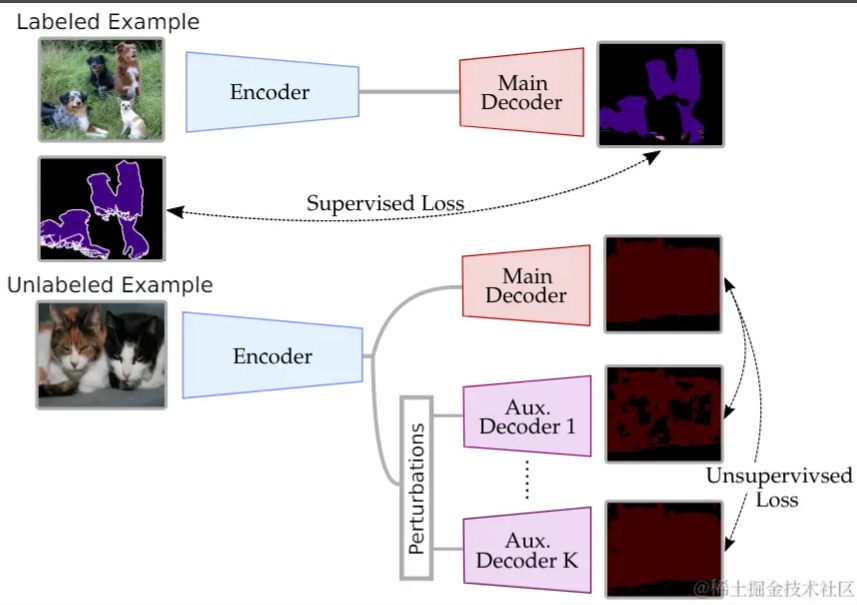 Labeled Example
Encoder
Main
Decoder
Supervised Loss
Unlabeled Example
Encoder
Main
Decoder
Perturbations
Aux.
Decoder 1
Aux.
Decoder K
Unsupervivsed
Loss
@稀土掘金技术社区